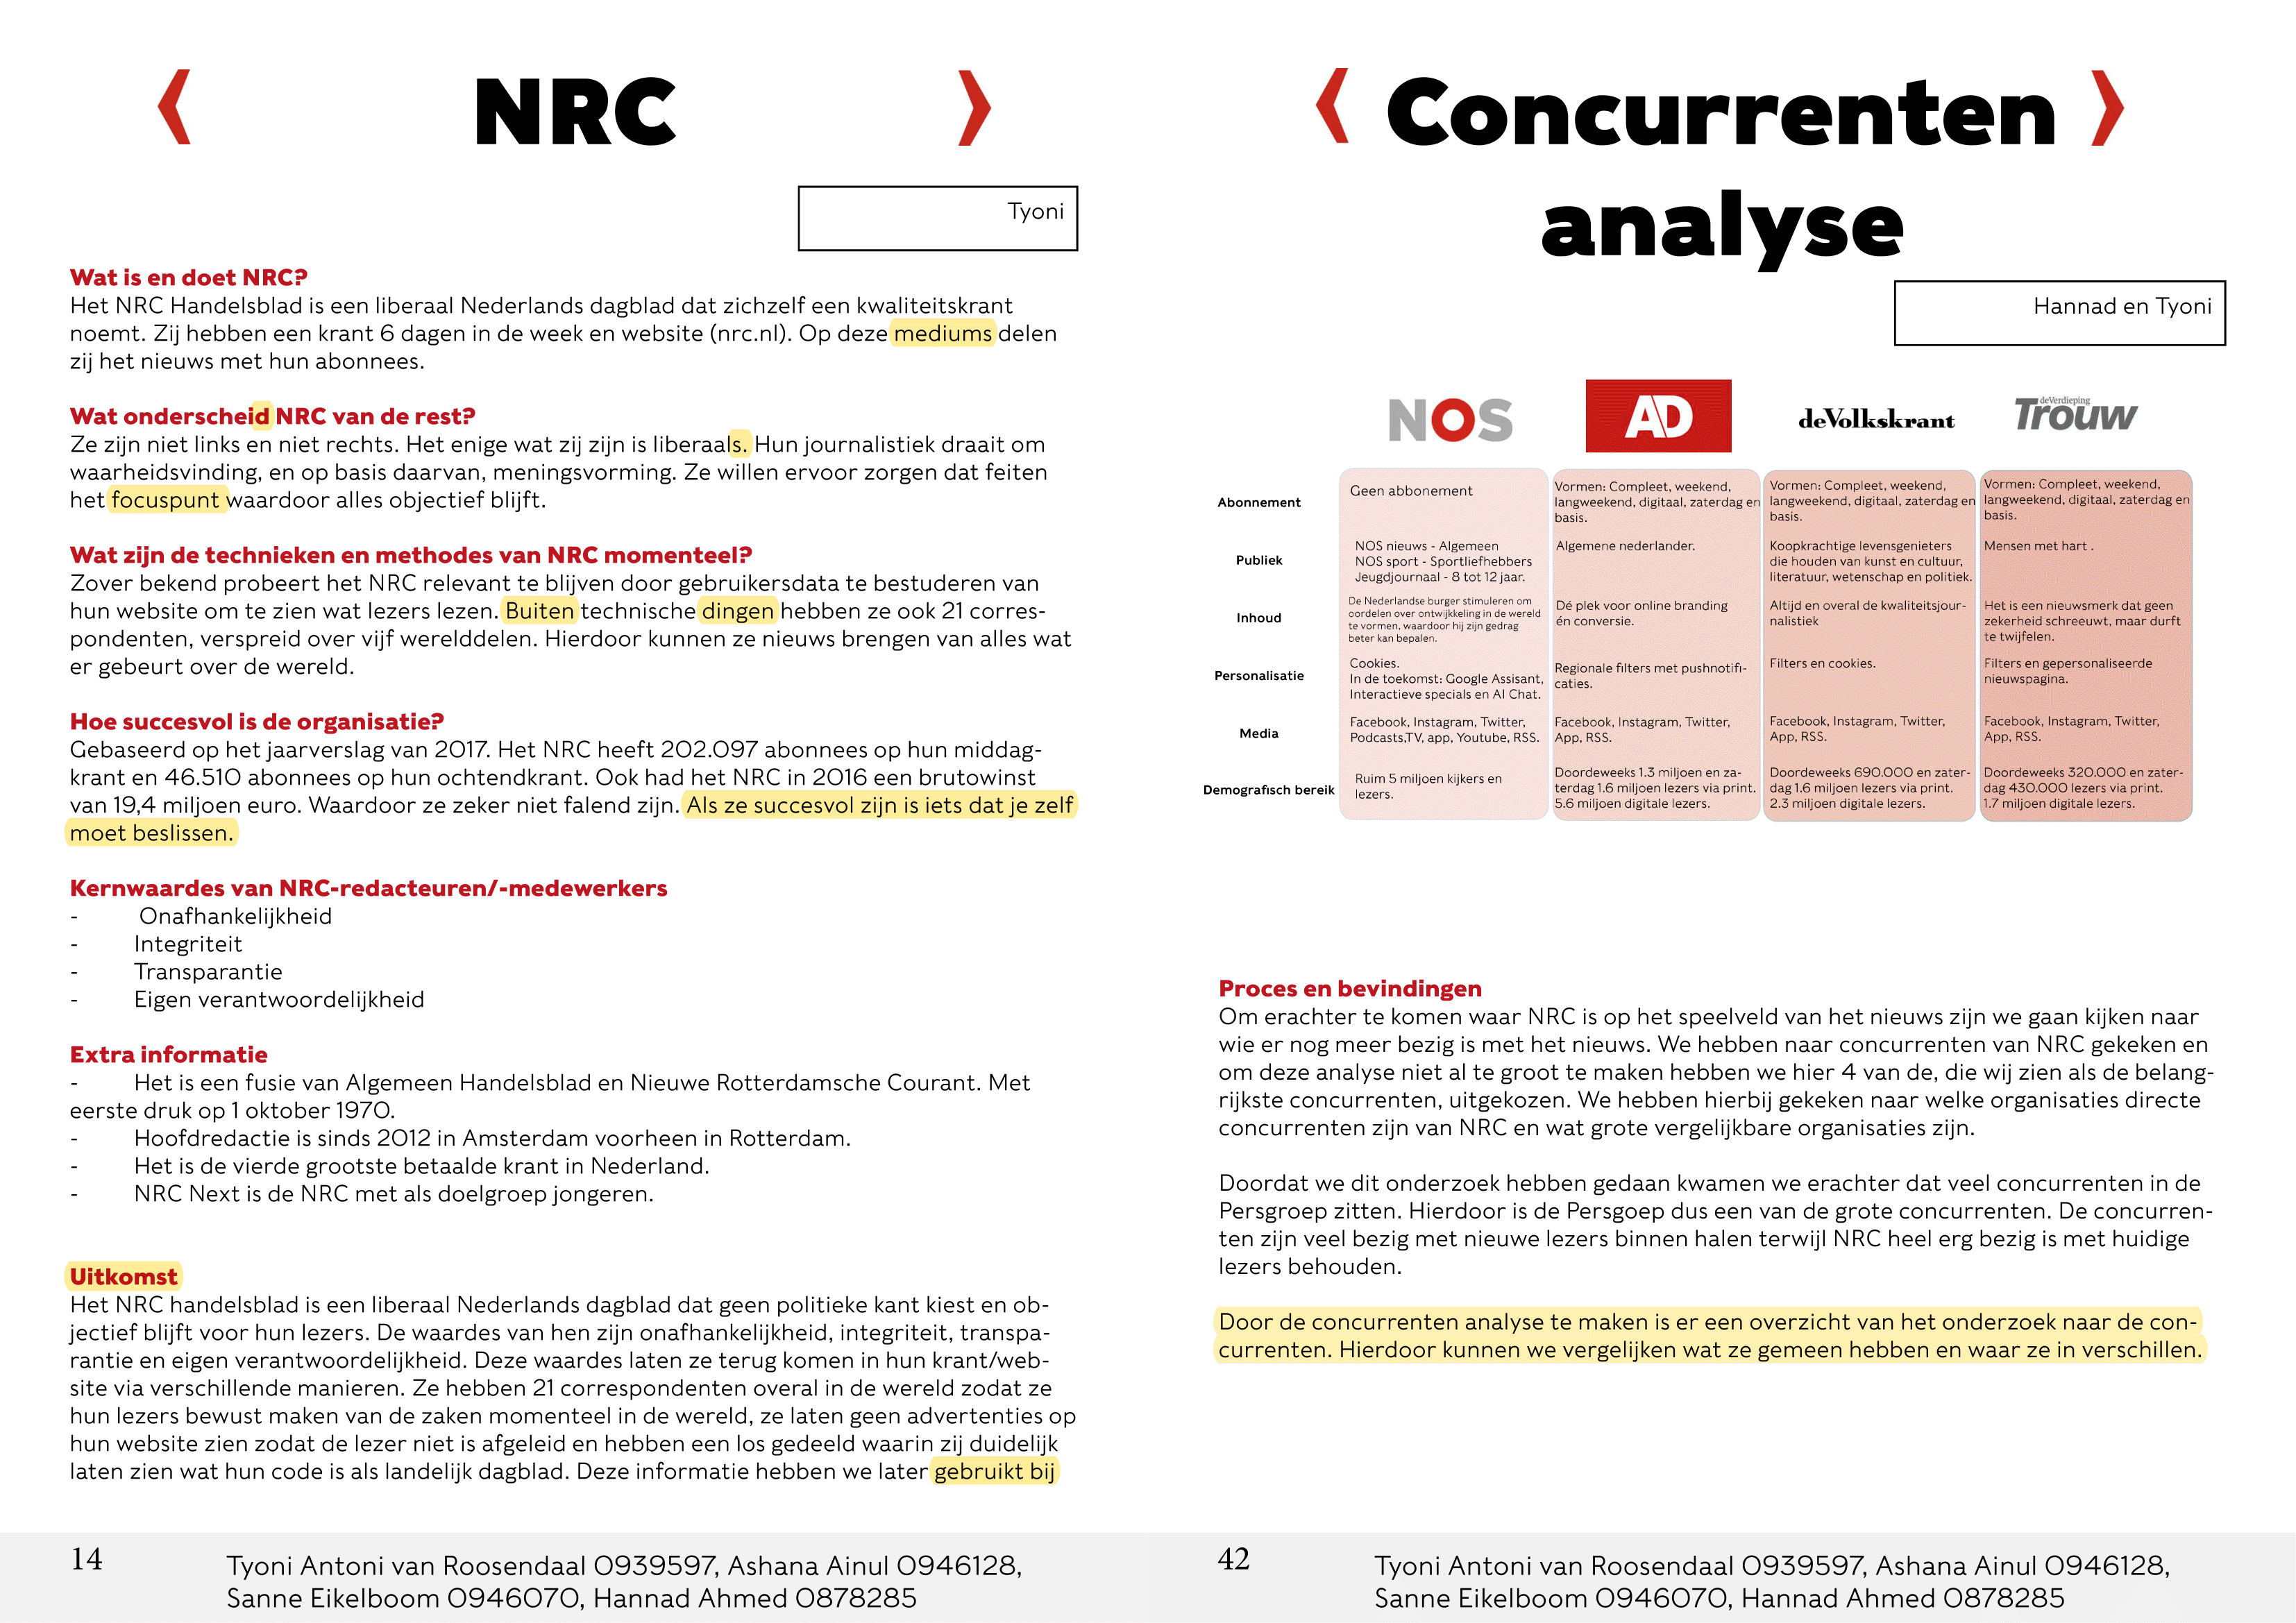 NRC
Tyoni
Wat is en doet NRC?
Het NRC Handelsblad is een liberaal Nederlands dagblad dat zichzelf een kwaliteitskrant
noemt. Zij hebben een krant 6 dagen in de week en website (nrc.nl). Op deze mediums delen
zij het nieuws met hun abonnees.
Wat onderscheid NRC van de rest?
Ze zijn niet links en niet rechts. Het enige wat zij zijn is liberaals. Hun journalistiek draait om
waarheidsvinding, en op basis daarvan, meningsvorming. Ze willen ervoor zorgen dat feiten
het focuspunt waardoor alles objectief blijft.
Wat zijn de technieken en methodes van NRC momenteel?
Zover bekend probeert het NRC relevant te blijven door gebruikersdata te bestuderen van
hun website om te zien wat lezers lezen. Buiten technische dingen hebben ze ook 21 corres-
pondenten, verspreid over vijf werelddelen. Hierdoor kunnen ze nieuws brengen van alles wat
er gebeurt over de wereld.
Hoe succesvol is de organisatie?
Gebaseerd op het jaarverslag van 2017. Het NRC heeft 202.097 abonnees op hun middag-
krant en 46.510 abonnees op hun ochtendkrant. Ook had het NRC in 2016 een brutowinst
van 19,4 miljoen euro. Waardoor ze zeker niet falend zijn. Als ze succesvol zijn is iets dat je zelf
moet beslissen.
Kernwaardes van NRC-redacteuren/-medewerkers
- Onafhankelijkheid
- Integriteit
- Transparantie
- Eigen verantwoordelijkheid
Extra informatie
- Het is een fusie van Algemeen Handelsblad en Nieuwe Rotterdamsche Courant. Met
eerste druk op 1 oktober 1970.
- Hoofdredactie is sinds 2012 in Amsterdam voorheen in Rotterdam.
- Het is de vierde grootste betaalde krant in Nederland.
- NRC Next is de NRC met als doelgroep jongeren.
Uitkomst
Het NRC handelsblad is een liberaal Nederlands dagblad dat geen politieke kant kiest en ob-
jectief blijft voor hun lezers. De waardes van hen zijn onafhankelijkheid, integriteit, transpa-
rantie en eigen verantwoordelijkheid. Deze waardes laten ze terug komen in hun krant/web-
site via verschillende manieren. Ze hebben 21 correspondenten overal in de wereld zodat ze
hun lezers bewust maken van de zaken momenteel in de wereld, ze laten geen advertenties op
hun website zien zodat de lezer niet is afgeleid en hebben een los gedeeld waarin zij duidelijk
laten zien wat hun code is als landelijk dagblad. Deze informatie hebben we later gebruikt bij
14
Tyoni Antoni van Roosendaal 0939597, Ashana Ainul 0946128,
Sanne Eikelboom 0946070, Hannad Ahmed 0878285
Concurrenten
analyse
Hannad en Tyoni
NOS
AD
deVolkskrant
deVerdieping
Trouw
Abonnement
Geen abbonement
Vormen: Compleet, weekend,
langweekend, digitaal, zaterdag en
basis.
Vormen: Compleet, weekend,
langweekend, digitaal, zaterdag en
basis.
Vormen: Compleet, weekend,
langweekend, digitaal, zaterdag en
basis.
Publiek
NOS nieuws - Algemeen
NOS sport - Sportliefhebbers
Jeugdjournaal - 8 tot 12 jaar.
Algemene nederlander.
Koopkrachtige levensgenieters
die houden van kunst en cultuur,
literatuur, wetenschap en politiek.
Mensen met hart .
Inhoud
De Nederlandse burger stimuleren om
oordelen over ontwijkkeling in de wereld
te vormen, waardoor hij zijn gedrag
beter kan bepalen.
Dé plek voor online branding
én conversie.
Altijd en overal de kwaliteitsjour-
nalistiek
Het is een nieuwsmerk dat geen
zekerheid schreeuwt, maar durft
te twijfelen.
Personalisatie
Cookies.
In de toekomst: Google Assisant,
Interactieve specials en AI Chat.
Regionale filters met pushnotifi-
caties.
Filters en cookies.
Filters en gepersonaliseerde
nieuwspagina.
Media
Facebook, Instagram, Twitter,
Podcasts,TV, app, Youtube, RSS.
Facebook, Instagram, Twitter,
App, RSS.
Facebook, Instagram, Twitter,
App, RSS.
Facebook, Instagram, Twitter,
App, RSS.
Demografisch bereik
Ruim 5 miljoen kijkers en
lezers.
Doordeweeks 1.3 miljoen en za-
terdag 1.6 miljoen lezers via print.
5.6 miljoen digitale lezers.
Doordeweeks 690.000 en zater-
dag 1.6 miljoen lezers via print.
2.3 miljoen digitale lezers.
Doordeweeks 320.000 en zater-
dag 430.000 lezers via print.
1.7 miljoen digitale lezers.
Proces en bevindingen
Om erachter te komen waar NRC is op het speelveld van het nieuws zijn we gaan kijken naar
wie er nog meer bezig is met het nieuws. We hebben naar concurrenten van NRC gekeken en
om deze analyse niet al te groot te maken hebben we hier 4 van de, die wij zien als de belang-
rijkste concurrenten, uitgekozen. We hebben hierbij gekeken naar welke organisaties directe
concurrenten zijn van NRC en wat grote vergelijkbare organisaties zijn.
Doordat we dit onderzoek hebben gedaan kwamen we erachter dat veel concurrenten in de
Persgroep zitten. Hierdoor is de Persgoep dus een van de grote concurrenten. De concurren-
ten zijn veel bezig met nieuwe lezers binnen halen terwijl NRC heel erg bezig is met huidige
lezers behouden.
Door de concurrenten analyse te maken is er een overzicht van het onderzoek naar de con-
currenten. Hierdoor kunnen we vergelijken wat ze gemeen hebben en waar ze in verschillen.
42
Tyoni Antoni van Roosendaal 0939597, Ashana Ainul 0946128,
Sanne Eikelboom 0946070, Hannad Ahmed 0878285